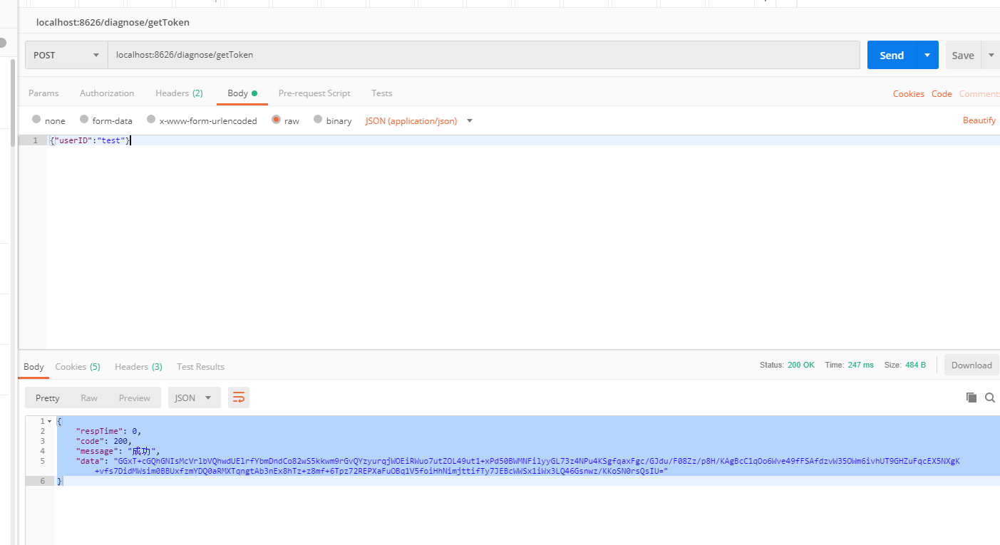 localhost:8626/diagnose/getToken
POST localhost:8626/diagnose/getToken Send Save
Params Authorization Headers (2) Body Pre-request Script Tests Cookies Code Comments
none form-data x-www-form-urlencoded raw binary JSON (application/json) Beautify
1 {"userID":"test"}
Body Cookies (5) Headers (3) Test Results Status: 200 OK Time: 247 ms Size: 484 B Download
Pretty Raw Preview JSON
1 {
2 "respTime": 0,
3 "code": 200,
4 "message": "成功",
5 "data": "GGxT+cGQhGNIsMcVrlbVQhwdUElrfYbmDndCo82wS5kkwm9rGvQYzyurqjWOEiRWuo7utZOL49ut1+xPd50BWMNFilyyGL73z4NPu4KSgfqaxFgc/GJdu/F08Zz/p8H/KAgBcC1qOo6Wve49fFSAfdzvW35OWm6ivhUT9GHZuFqcEX5NXgK
+vfs7DidMWsim0BBUxfzmYDQ0aRMXTqngtAb3nEx8hTz+z8mf+6Tpz72REPXaFuOBq1V5foiHhNimjttifTy7JEBcWWSx1iWx3LQ46Gsnwz/KKoSN0rsQsIU="
6 }